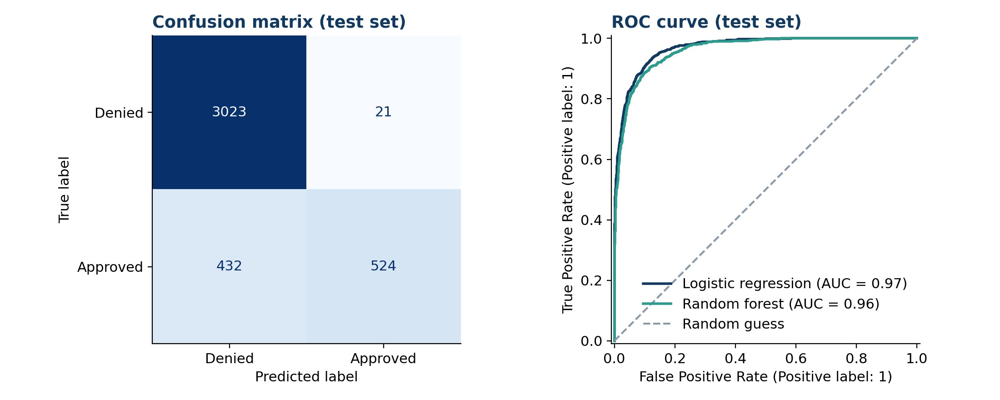 Confusion matrix (test set)
True label
Denied
Approved
3023
21
432
524
Denied
Approved
Predicted label
ROC curve (test set)
True Positive Rate (Positive label: 1)
1.0
0.8
0.6
0.4
0.2
0.0
Logistic regression (AUC = 0.97)
Random forest (AUC = 0.96)
Random guess
0.0
0.2
0.4
0.6
0.8
1.0
False Positive Rate (Positive label: 1)